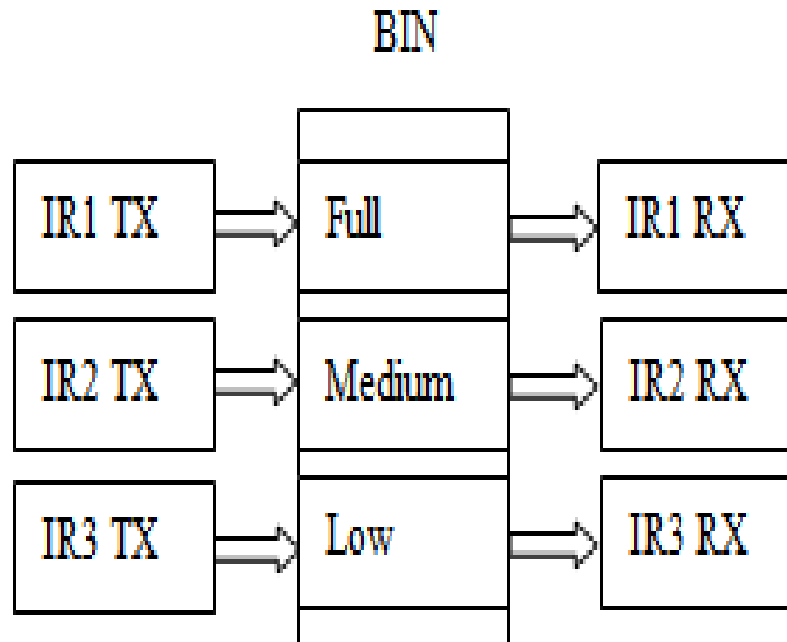 BIN
IR1 TX
Full
IR1 RX
IR2 TX
Medium
IR2 RX
IR3 TX
Low
IR3 RX